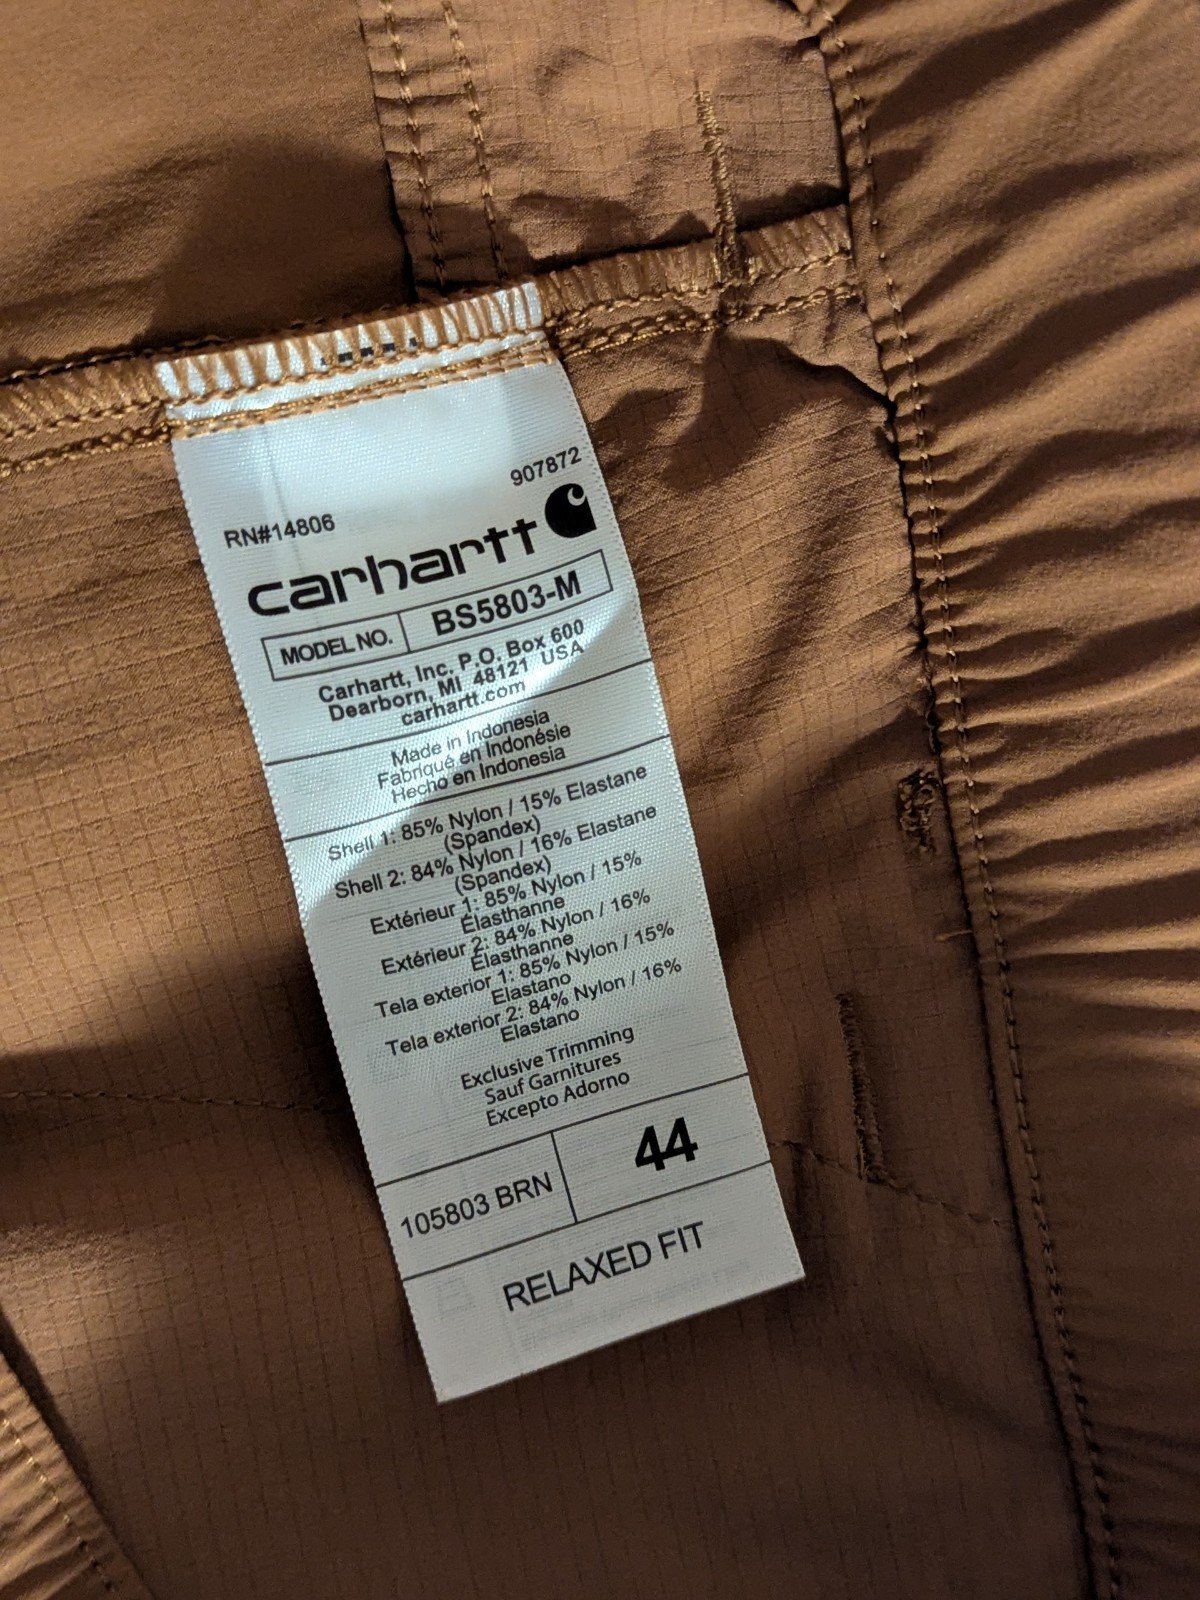 907872
RN#14806
carhartt
MODEL NO. BS5803-M
Carhartt, Inc. P.O. Box 600
Dearborn, MI 48121 USA
carhartt.com
Made in Indonesia
Fabriqué en Indonésie
Hecho en Indonesia
Shell 1: 85% Nylon / 15% Elastane
(Spandex)
Shell 2: 84% Nylon / 16% Elastane
(Spandex)
Extérieur 1: 85% Nylon / 15%
Élasthanne
Extérieur 2: 84% Nylon / 16%
Élasthanne
Tela exterior 1: 85% Nylon / 15%
Elastano
Tela exterior 2: 84% Nylon / 16%
Elastano
Exclusive Trimming
Sauf Garnitures
Excepto Adorno
105803 BRN 44
RELAXED FIT